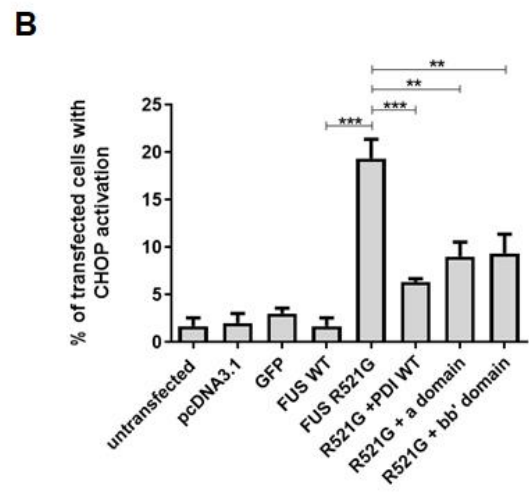 B
**
**
***
***
% of transfected cells with
CHOP activation
25
20
15
10
5
0
untransfected
pcDNA3.1
GFP
FUS WT
FUS R521G
R521G +PDI WT
R521G + a domain
R521G + bb' domain